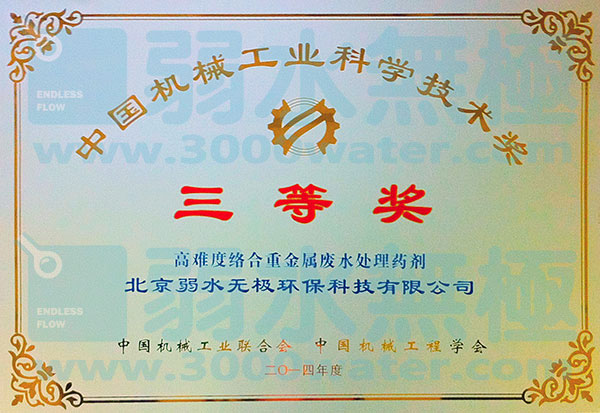 中国机械工业科学技术奖
ENDLESS
FLOW
弱水無極
www.3000water.com
三等奖
高难度络合重金属废水处理药剂
北京弱水无极环保科技有限公司
ENDLESS
FLOW
弱水無極
www.3000water.com
中国机械工业联合会 中国机械工程学会
二〇一四年度